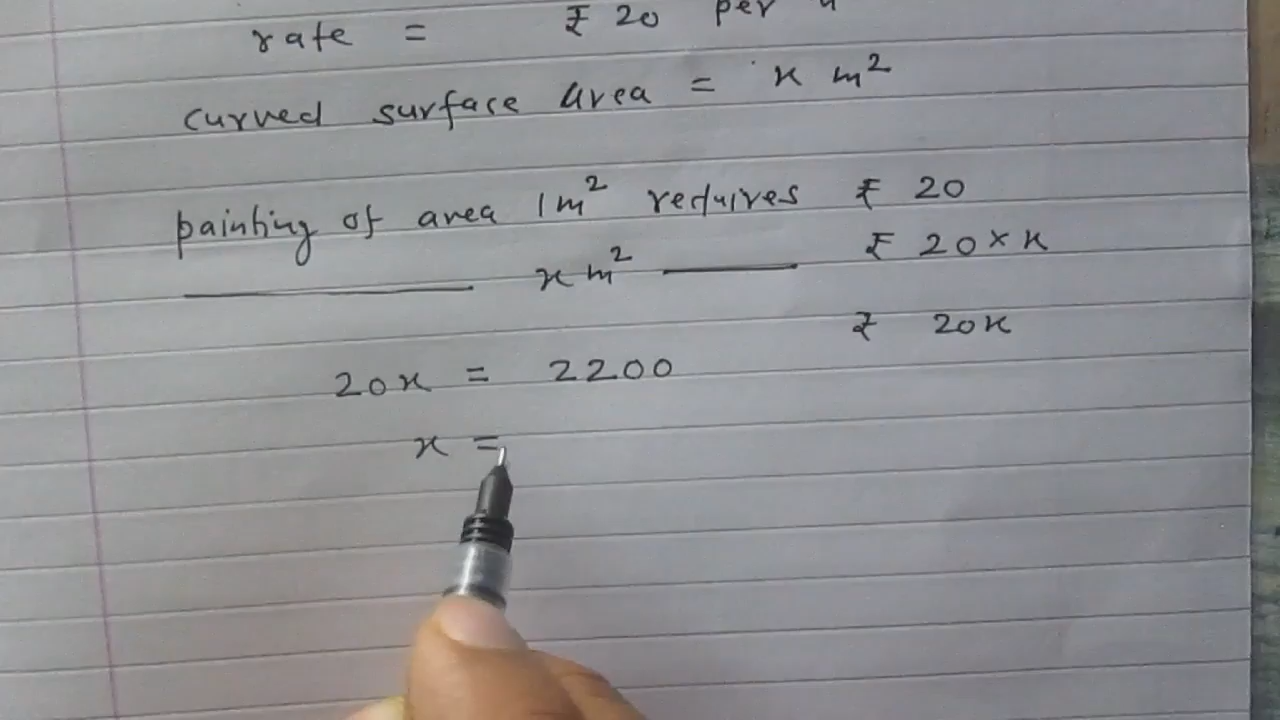 rate = ₹ 20 per
curved surface area = x m²
painting of area 1m² requires ₹ 20
x m² ₹ 20 × x
₹ 20x
20x = 2200
x =